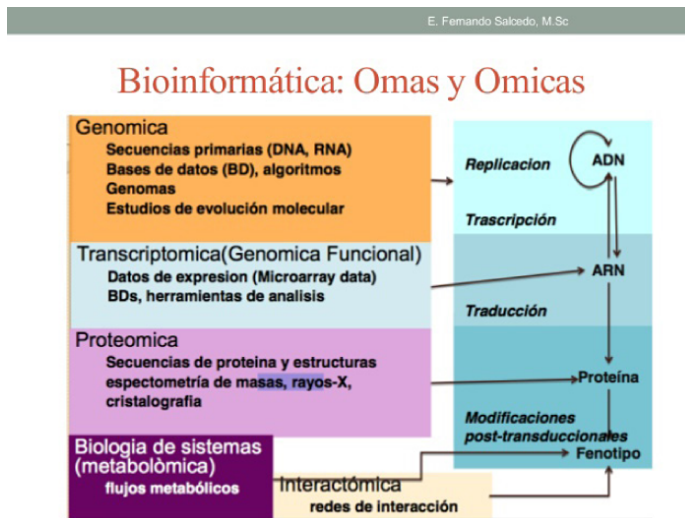 E. Fernando Salcedo, M.Sc
Bioinformática: Omas y Omicas
Genomica
Secuencias primarias (DNA, RNA)
Bases de datos (BD), algoritmos
Genomas
Estudios de evolución molecular
Transcriptomica(Genomica Funcional)
Datos de expresion (Microarray data)
BDs, herramientas de analisis
Proteomica
Secuencias de proteina y estructuras
espectometría de masas, rayos-X,
cristalografia
Biologia de sistemas
(metabolòmica)
flujos metabólicos
Interactómica
redes de interacción
Replicacion
ADN
Trascripción
ARN
Traducción
Proteína
Modificaciones
post-transduccionales
Fenotipo